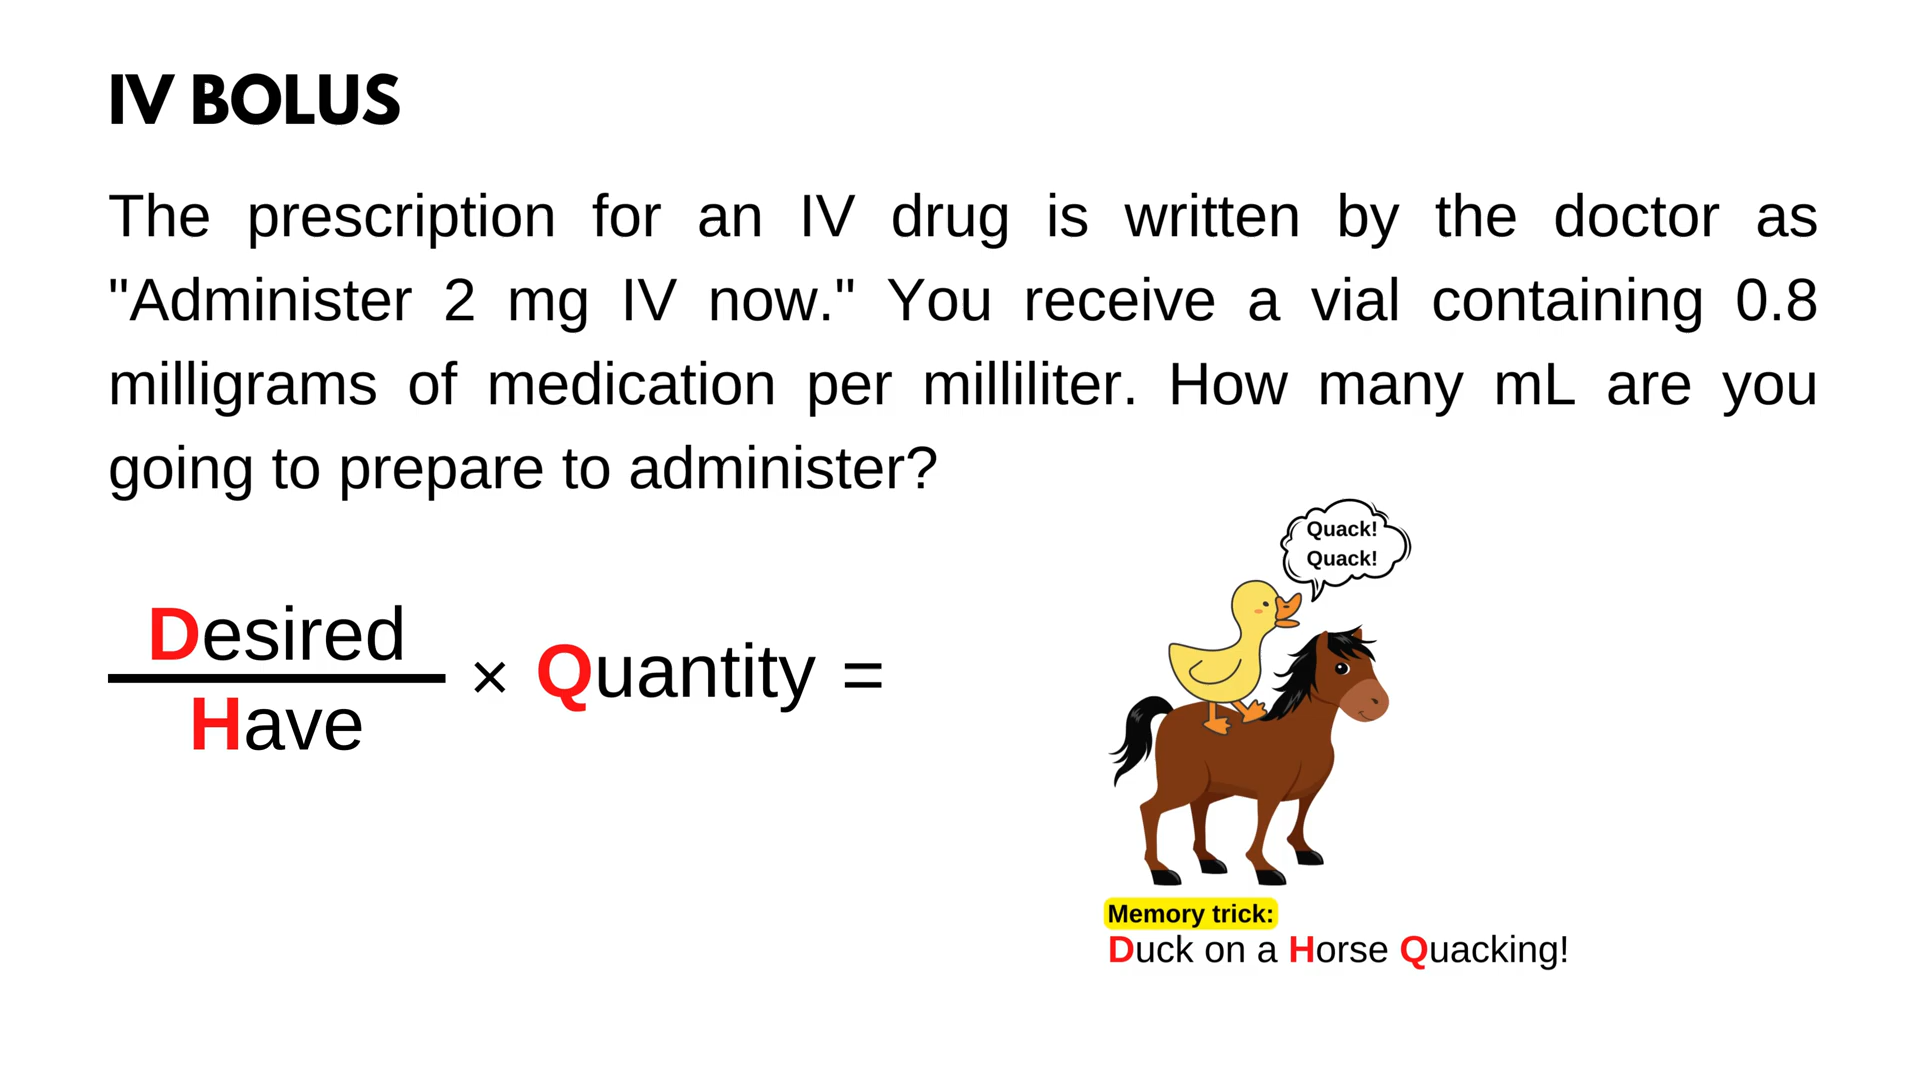 IV BOLUS
The prescription for an IV drug is written by the doctor as
"Administer 2 mg IV now." You receive a vial containing 0.8
milligrams of medication per milliliter. How many mL are you
going to prepare to administer?
Quack!
Quack!
Desired
Have
× Quantity =
Memory trick:
Duck on a Horse Quacking!